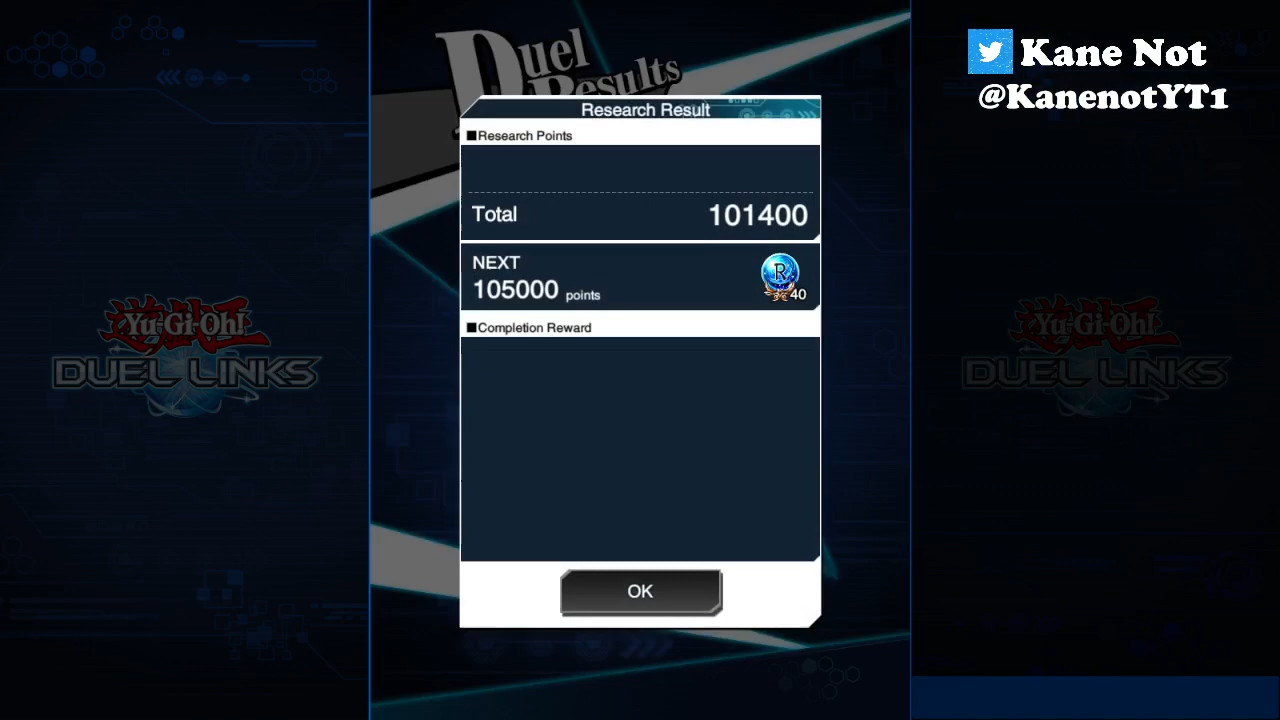 Kane Not
@KanenotYT1
Duel
Results
Research Result
■Research Points
Total 101400
NEXT
105000 points
R
40
■Completion Reward
OK
Yu-Gi-Oh!
DUEL LINKS
Yu-Gi-Oh!
DUEL LINKS